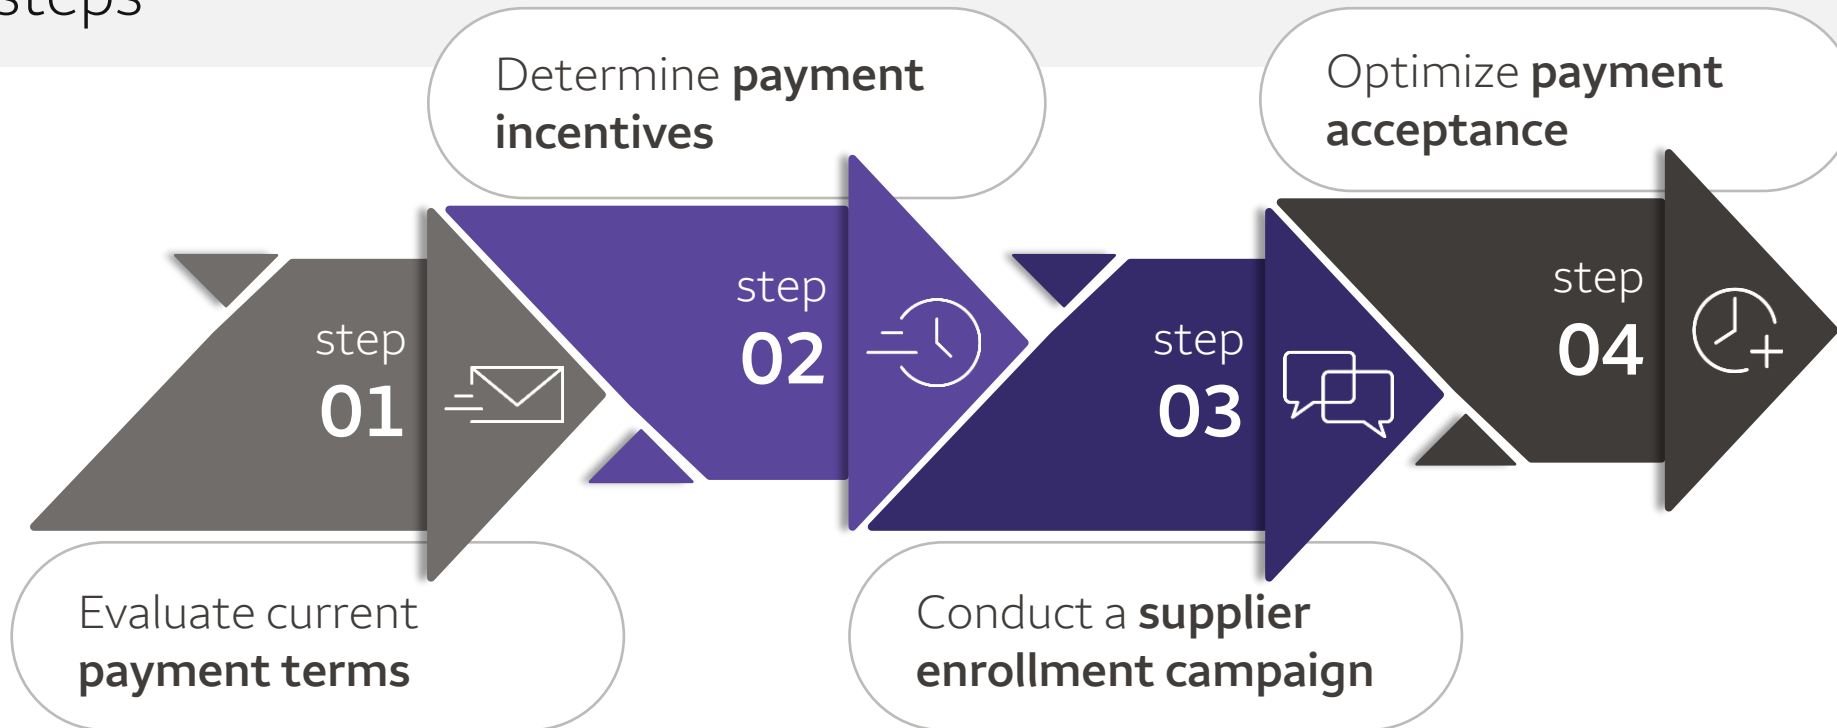 steps
Determine payment
incentives
Optimize payment
acceptance
step
01
step
02
step
03
step
04
Evaluate current
payment terms
Conduct a supplier
enrollment campaign